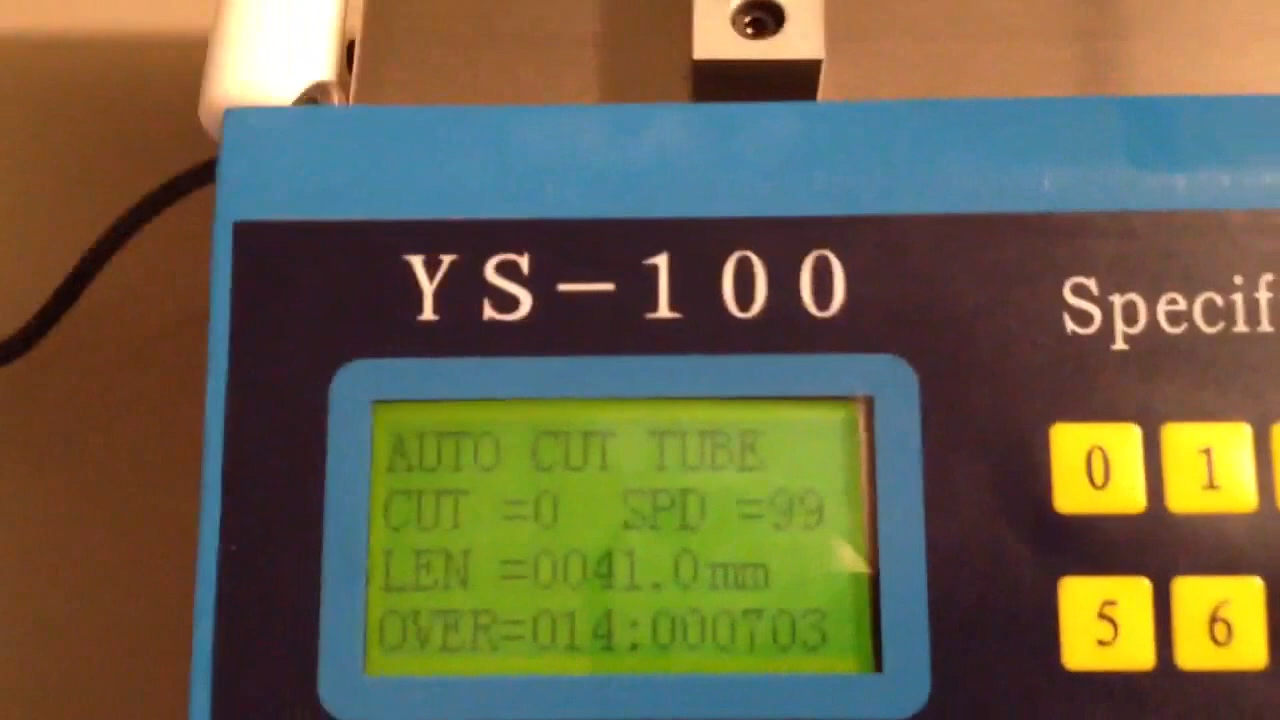 YS-100
Specif
AUTO CUT TUBE
CUT =0 SPD =99
LEN =0041.0mm
OVER=014:000703
0 1
5 6